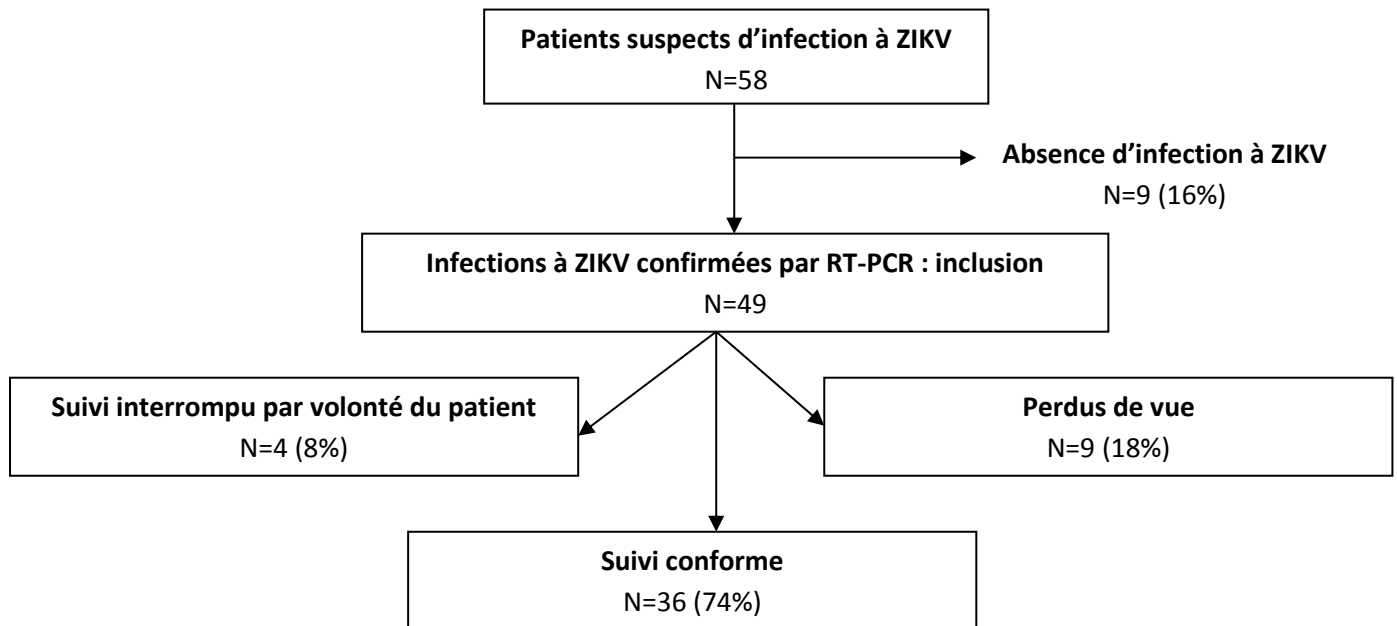 Patients suspects d’infection à ZIKV
N=58
Absence d’infection à ZIKV
N=9 (16%)
Infections à ZIKV confirmées par RT-PCR : inclusion
N=49
Suivi interrompu par volonté du patient
N=4 (8%)
Perdus de vue
N=9 (18%)
Suivi conforme
N=36 (74%)